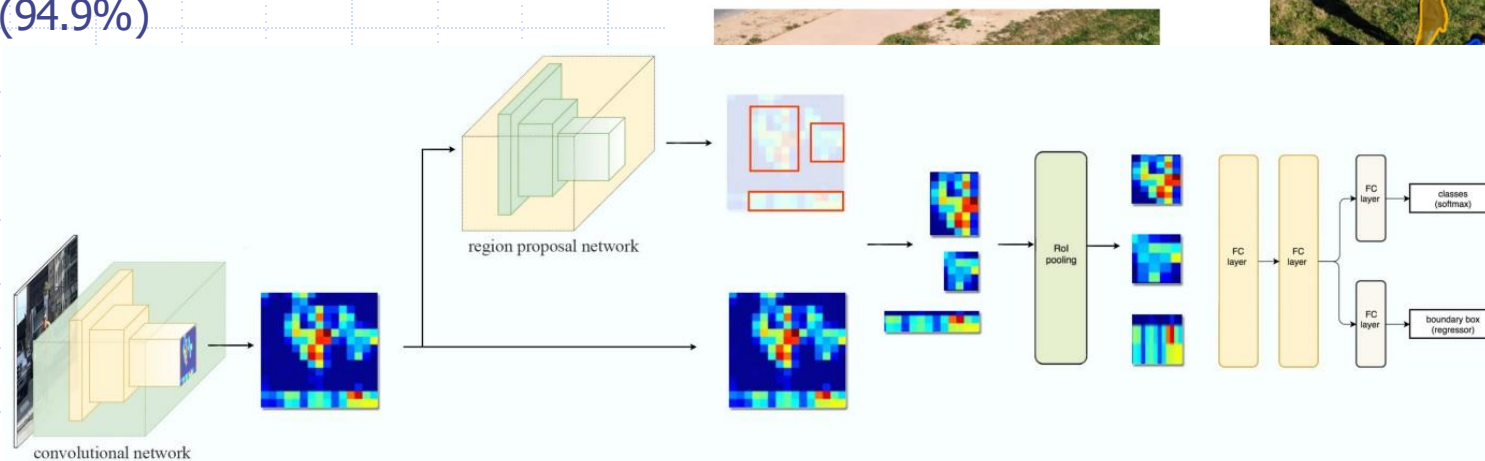 (94.9%)
region proposal network
convolutional network
RoI
pooling
FC
layer
FC
layer
FC
layer
classes
(softmax)
FC
layer
boundary box
(regressor)